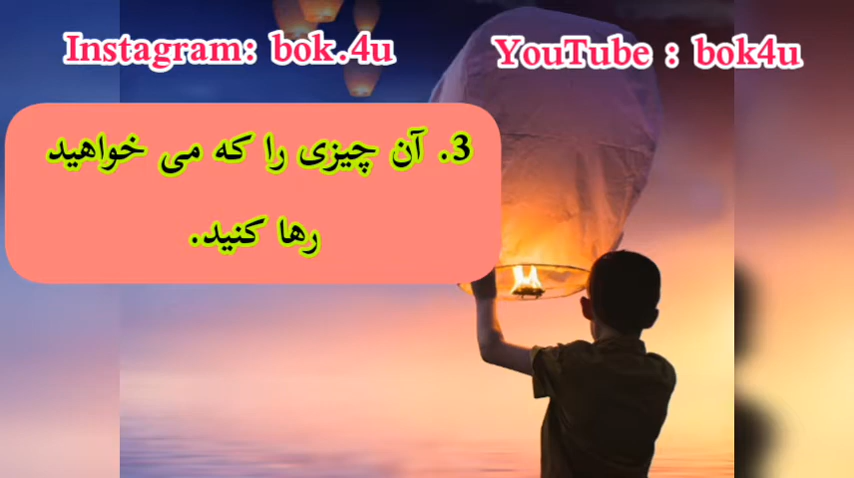 Instagram: bok.4u
YouTube : bok4u
3. آن چیزی را که می خواهید
رها کنید.